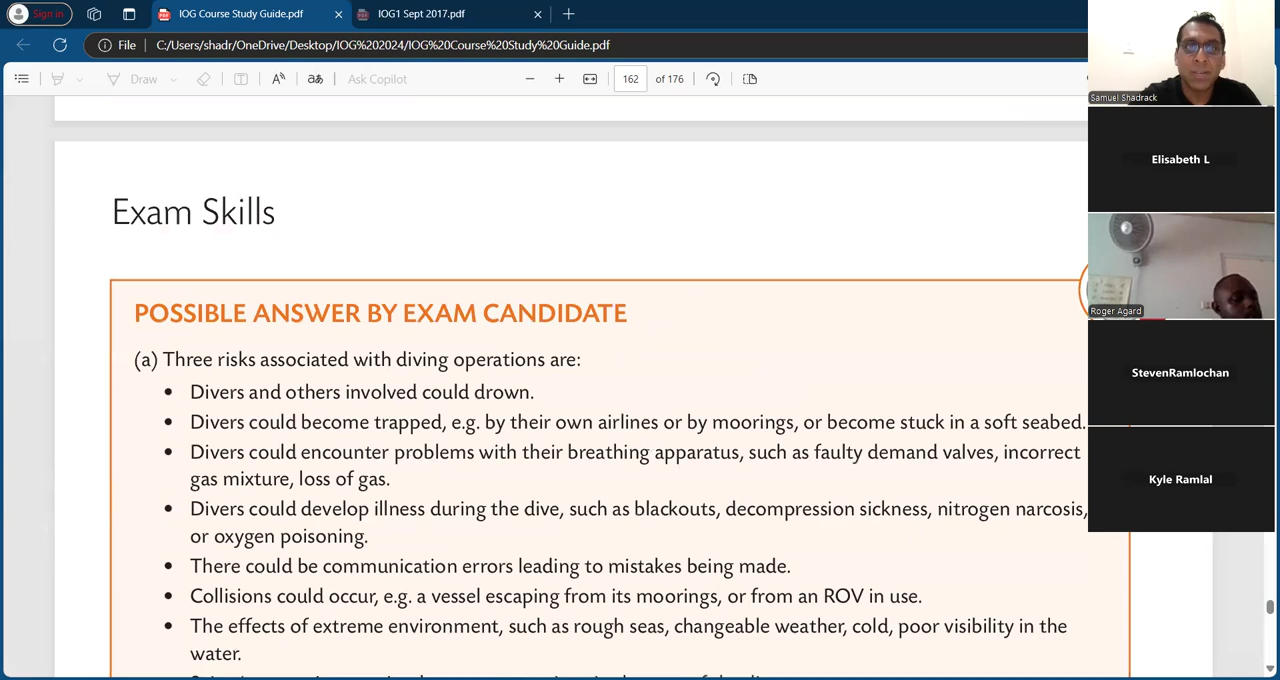 Sign in
IOG Course Study Guide.pdf
IOG1 Sept 2017.pdf
File
C:/Users/shadr/OneDrive/Desktop/IOG%202024/IOG%20Course%20Study%20Guide.pdf
Draw
Ask Copilot
162 of 176
Exam Skills
POSSIBLE ANSWER BY EXAM CANDIDATE
(a) Three risks associated with diving operations are:
• Divers and others involved could drown.
• Divers could become trapped, e.g. by their own airlines or by moorings, or become stuck in a soft seabed.
• Divers could encounter problems with their breathing apparatus, such as faulty demand valves, incorrect
gas mixture, loss of gas.
• Divers could develop illness during the dive, such as blackouts, decompression sickness, nitrogen narcosis,
or oxygen poisoning.
• There could be communication errors leading to mistakes being made.
• Collisions could occur, e.g. a vessel escaping from its moorings, or from an ROV in use.
• The effects of extreme environment, such as rough seas, changeable weather, cold, poor visibility in the
water.
Samuel Shadrack
Elisabeth L
Roger Agard
StevenRamlochan
Kyle Ramlal